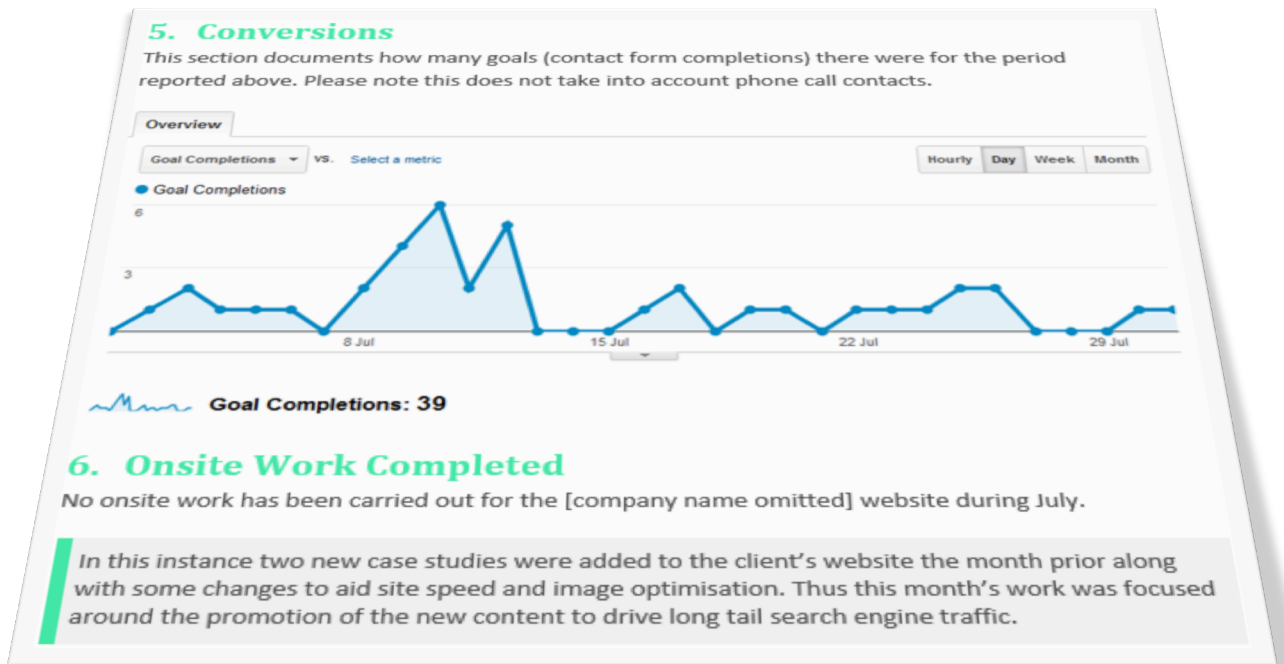 5. Conversions
This section documents how many goals (contact form completions) there were for the period
reported above. Please note this does not take into account phone call contacts.
Overview
Goal Completions vs. Select a metric Hourly Day Week Month
Goal Completions
6
3
8 Jul 15 Jul 22 Jul 29 Jul
Goal Completions: 39
6. Onsite Work Completed
No onsite work has been carried out for the [company name omitted] website during July.
In this instance two new case studies were added to the client’s website the month prior along
with some changes to aid site speed and image optimisation. Thus this month’s work was focused
around the promotion of the new content to drive long tail search engine traffic.